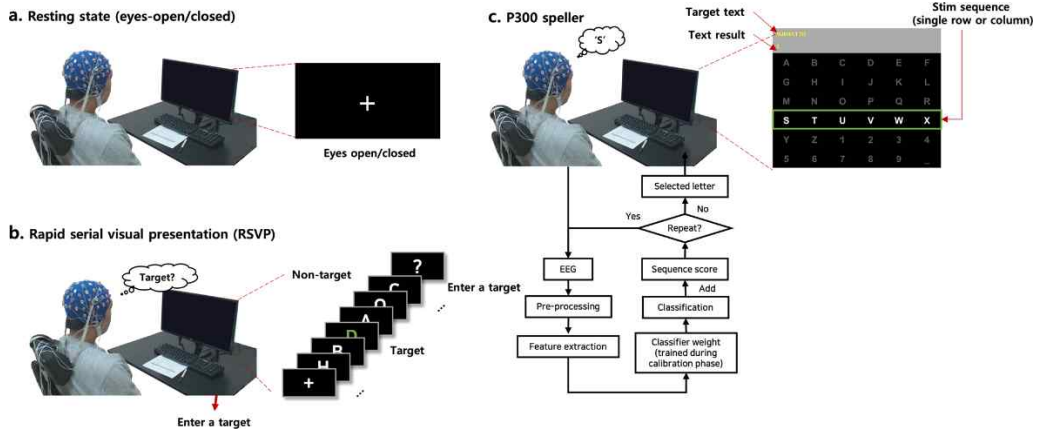 a. Resting state (eyes-open/closed)
+
Eyes open/closed
b. Rapid serial visual presentation (RSVP)
Target?
Non-target
?
C
O
A
D
B
H
+
Enter a target
...
Target
...
Enter a target
c. P300 speller
'S'
Target text
Text result
Stim sequence
(single row or column)
A B C D E F
G H I J K L
M N O P Q R
S T U V W X
Y Z 1 2 3 4
5 6 7 8 9 _
Selected letter
Yes
No
Repeat?
EEG
Sequence score
Add
Pre-processing
Classification
Feature extraction
Classifier weight
(trained during
calibration phase)